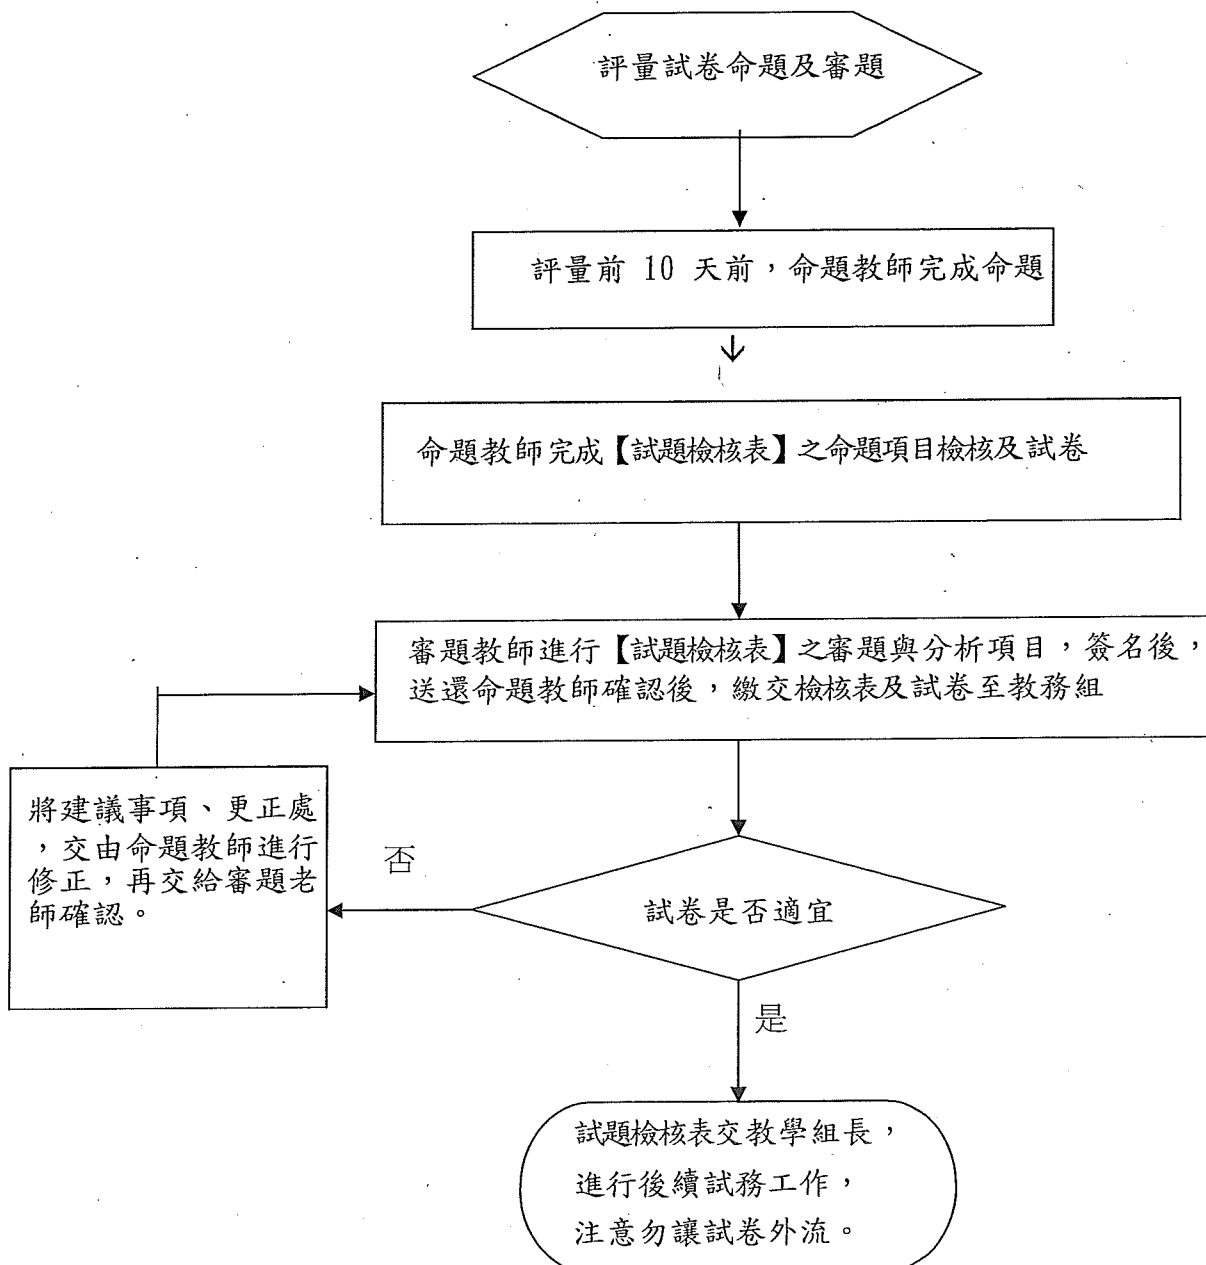 評量試卷命題及審題
評量前 10 天前，命題教師完成命題
命題教師完成【試題檢核表】之命題項目檢核及試卷
審題教師進行【試題檢核表】之審題與分析項目，簽名後，
送還命題教師確認後，繳交檢核表及試卷至教務組
將建議事項、更正處
，交由命題教師進行
修正，再交給審題老
師確認。
否
試卷是否適宜
是
試題檢核表交教學組長，
進行後續試務工作，
注意勿讓試卷外流。